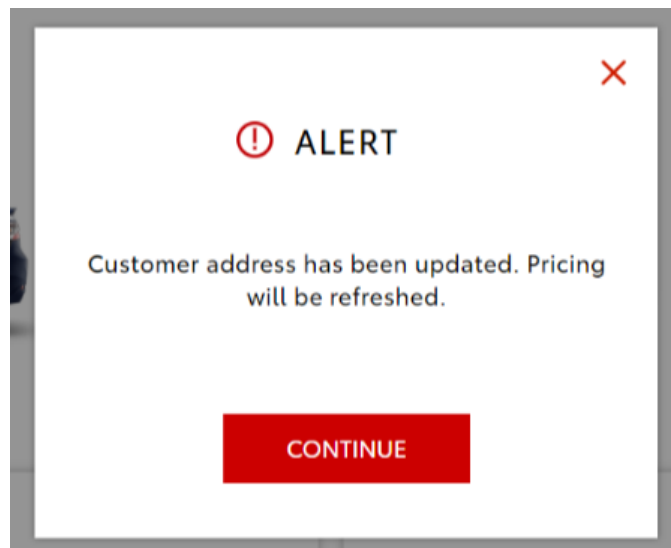 ALERT
Customer address has been updated. Pricing
will be refreshed.
CONTINUE